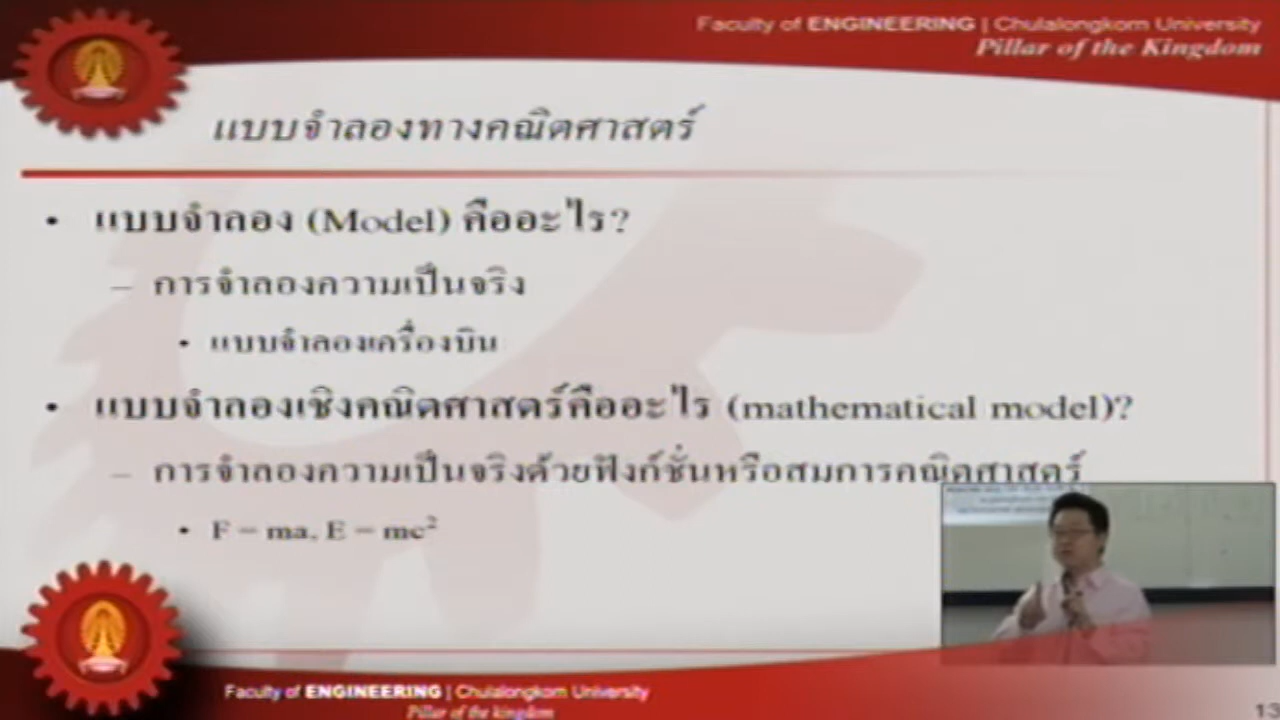 Faculty of ENGINEERING | Chulalongkorn University
Pillar of the Kingdom
แบบจำลองทางคณิตศาสตร์
• แบบจำลอง (Model) คืออะไร?
– การจำลองความเป็นจริง
• แบบจำลองเครื่องบิน
• แบบจำลองเชิงคณิตศาสตร์คืออะไร (mathematical model)?
– การจำลองความเป็นจริงด้วยฟังก์ชั่นหรือสมการคณิตศาสตร์
• F = ma, E = mc²
Faculty of ENGINEERING | Chulalongkorn University
Pillar of the kingdom
13